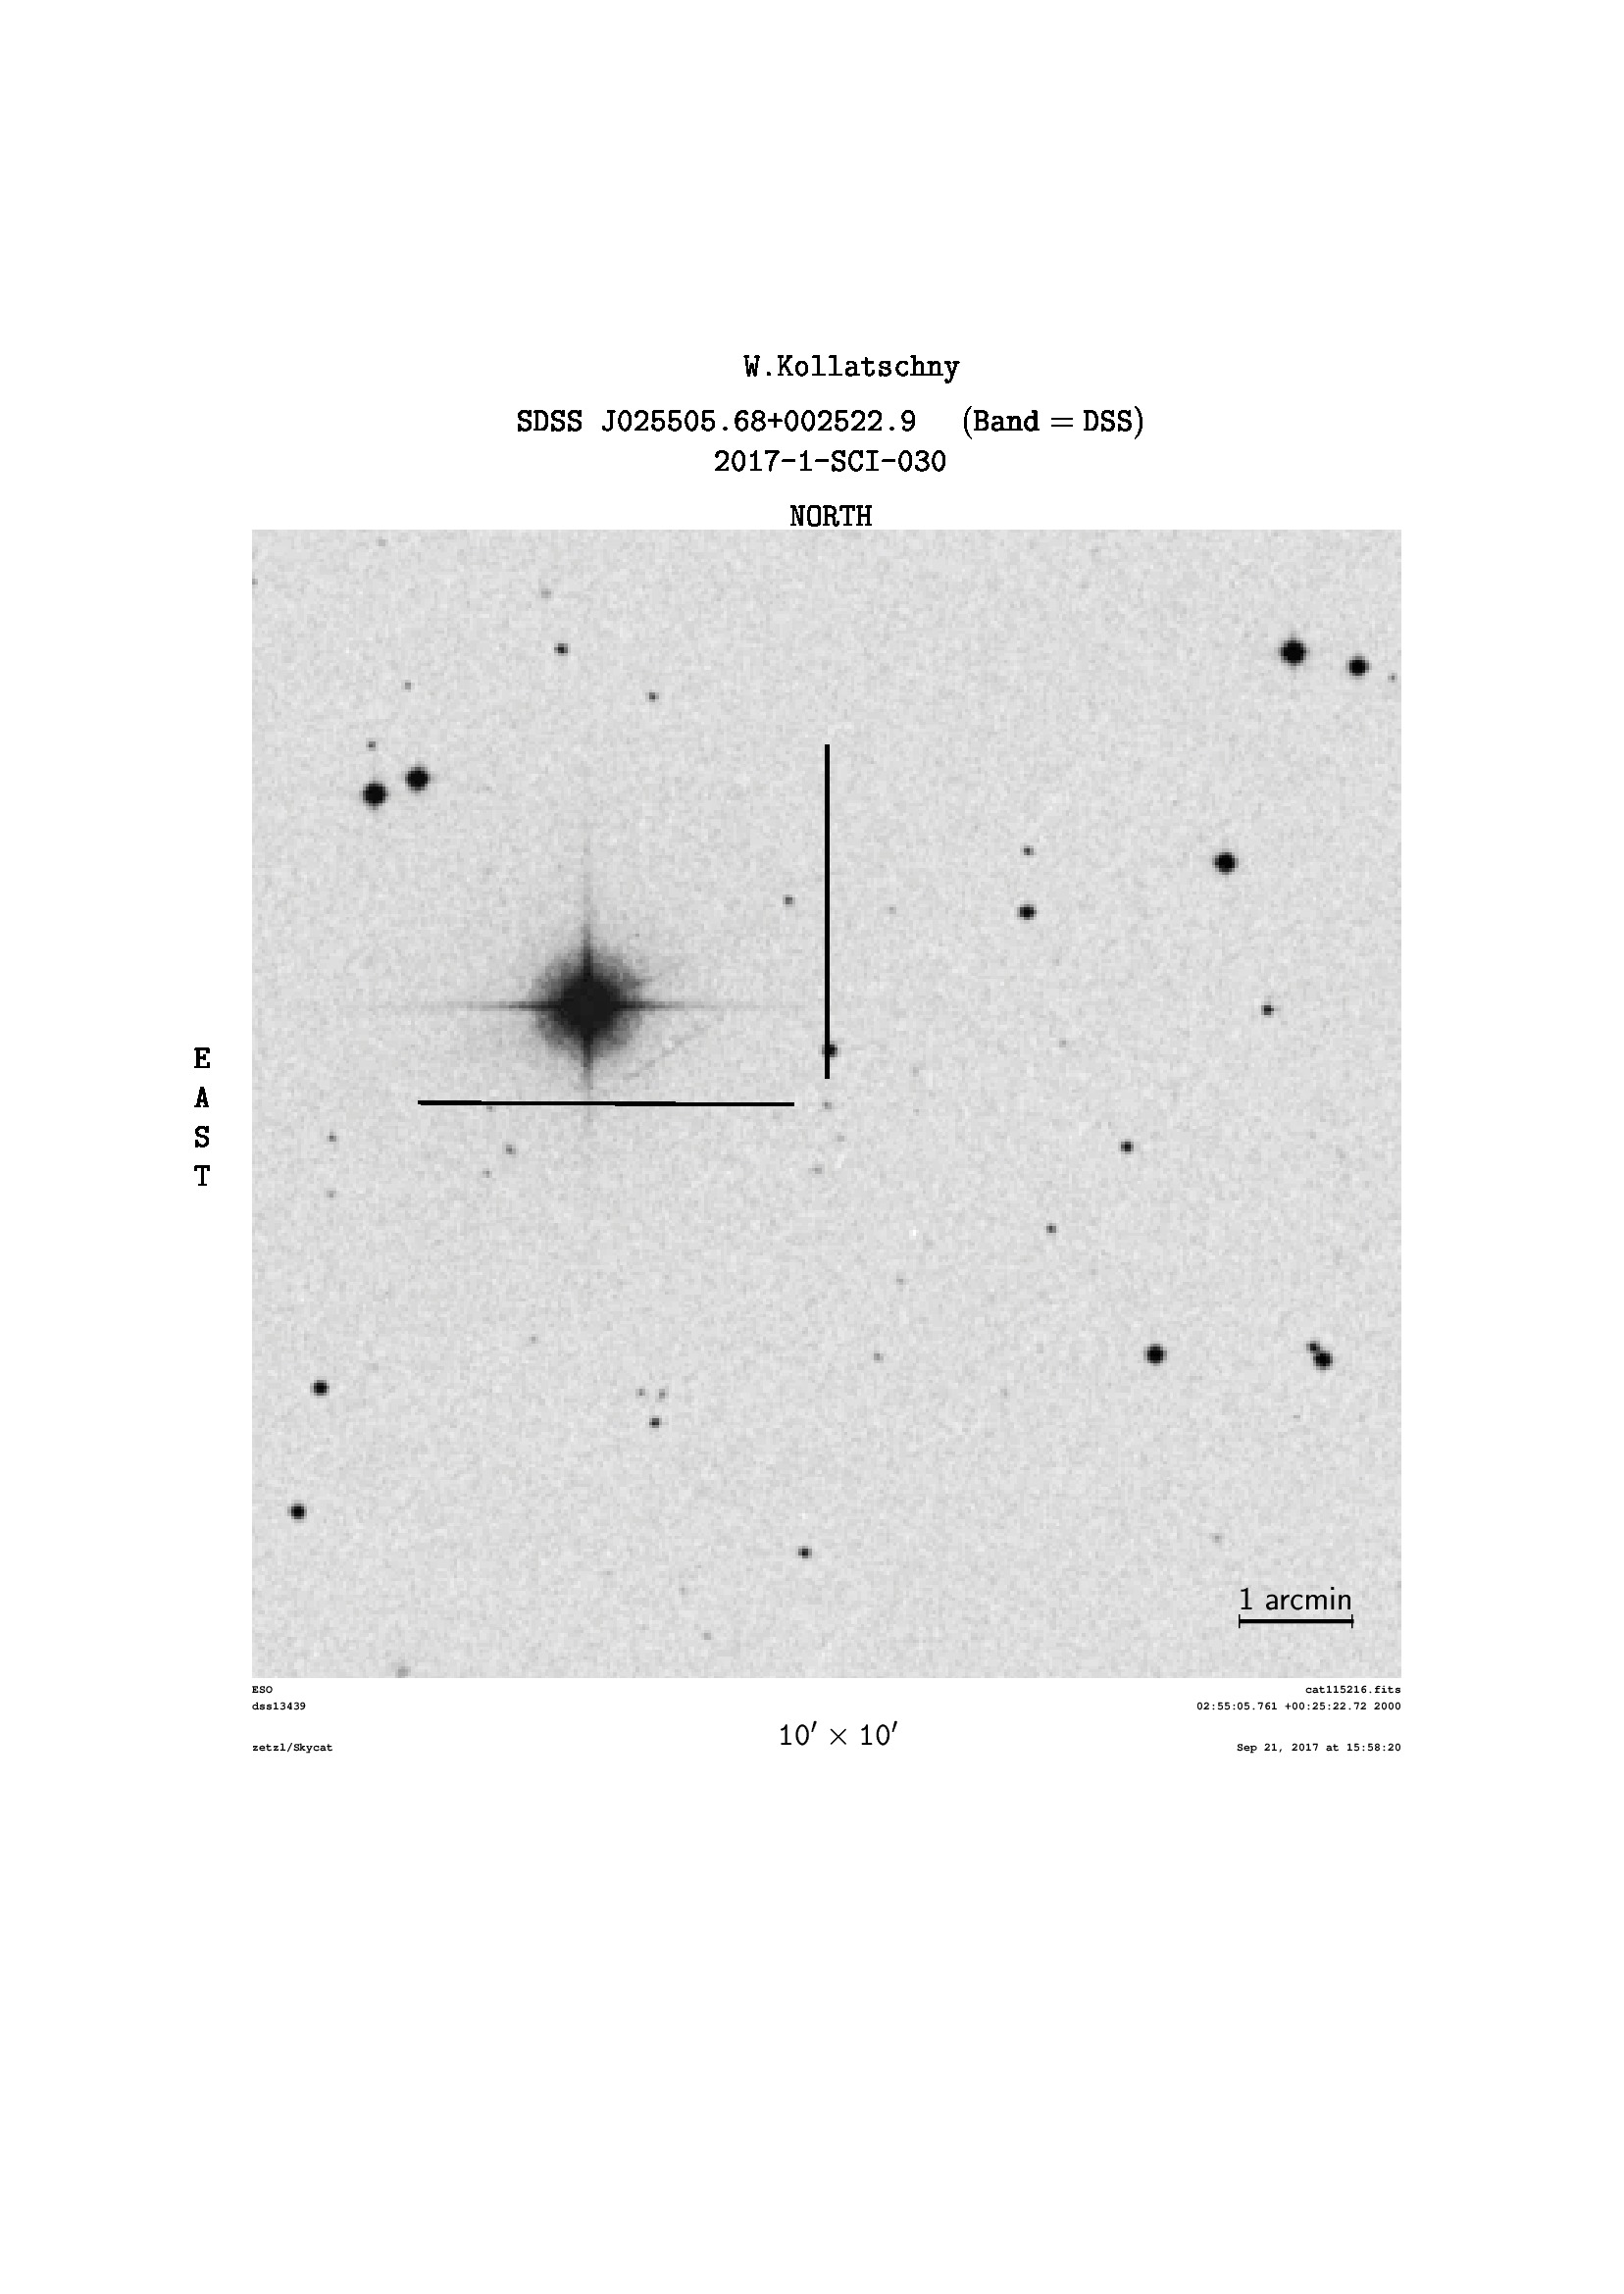 W.Kollatschny
SDSS J025505.68+002522.9 (Band = DSS)
2017-1-SCI-030
NORTH
EAST
1 arcmin
ESO
cat115216.fits
dss13439
02:55:05.761 +00:25:22.72 2000
10′ × 10′
zetzl/Skycat
Sep 21, 2017 at 15:58:20